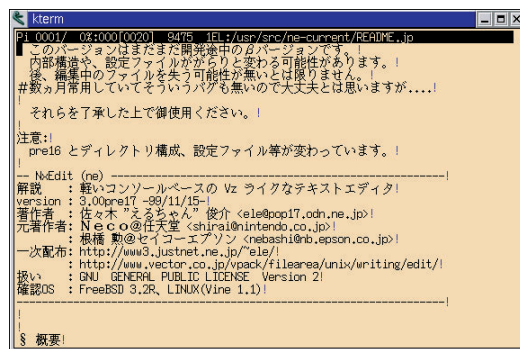 kterm
Pi 0001/  0%:000[0020]  9475  1EL:/usr/src/ne-current/README.jp
このバージョンはまだまだ開発途中のβバージョンです。!
内部構造や、設定ファイルががらりと変わる可能性があります。!
後、編集中のファイルを失う可能性が無いとは限りません。!
#数ヵ月常用していてそういうバグも無いので大丈夫とは思いますが....!
!
それらを了承した上で御使用ください。!
!
注意:!
pre16 とディレクトリ構成、設定ファイル等が変わっています。!
!
-- NxEdit (ne) --------------------------------------------------!
解説 : 軽いコンソールベースの Vz ライクなテキストエディタ!
version : 3.00pre17 -99/11/15-!
著作者 : 佐々木 "えるちゃん" 俊介 <ele@pop17.odn.ne.jp>!
元著作者: Ｎｅｃｏ＠任天堂 <shirai@nintendo.co.jp>!
: 根橋 勲@セイコーエプソン <nebashi@nb.epson.co.jp>!
一次配布: http://www3.justnet.ne.jp/~ele/!
: http://www.vector.co.jp/vpack/filearea/unix/writing/edit/!
扱い : GNU  GENERAL PUBLIC LICENSE  Version 2!
確認OS : FreeBSD 3.2R, LINUX(Vine 1.1)!
-----------------------------------------------------------------!
!
!
§ 概要!